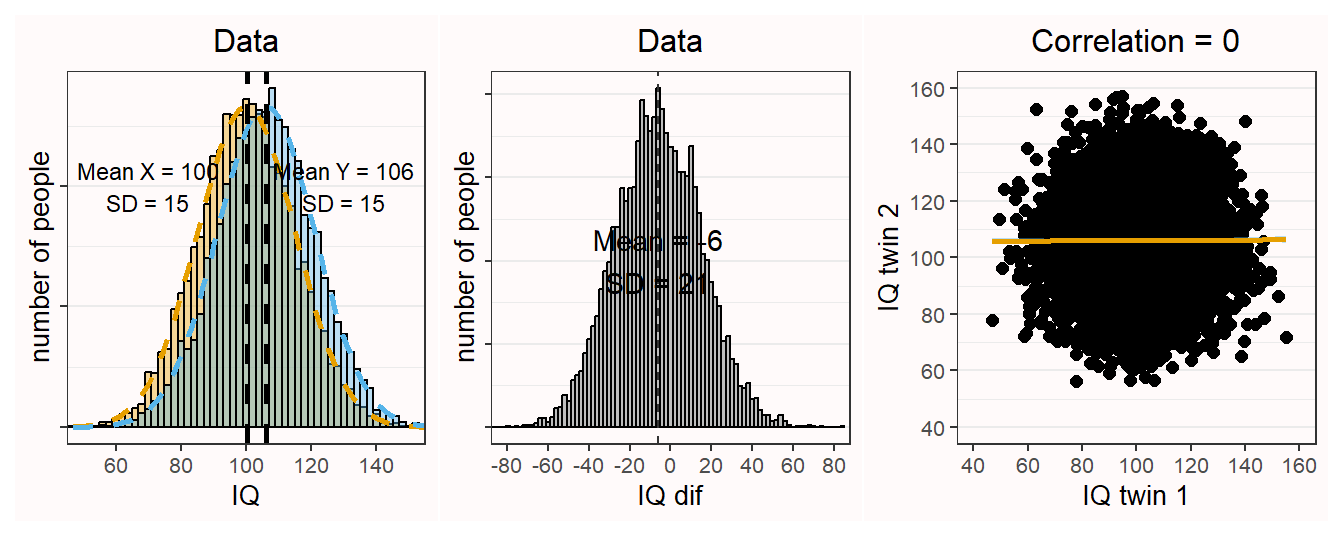 Data
number of people
Mean X = 100
SD = 15
Mean Y = 106
SD = 15
60 80 100 120 140
IQ
Data
number of people
Mean = -6
SD = 21
-80 -60 -40 -20 0 20 40 60 80
IQ dif
Correlation = 0
IQ twin 2
160
140
120
100
80
60
40
40 60 80 100 120 140 160
IQ twin 1